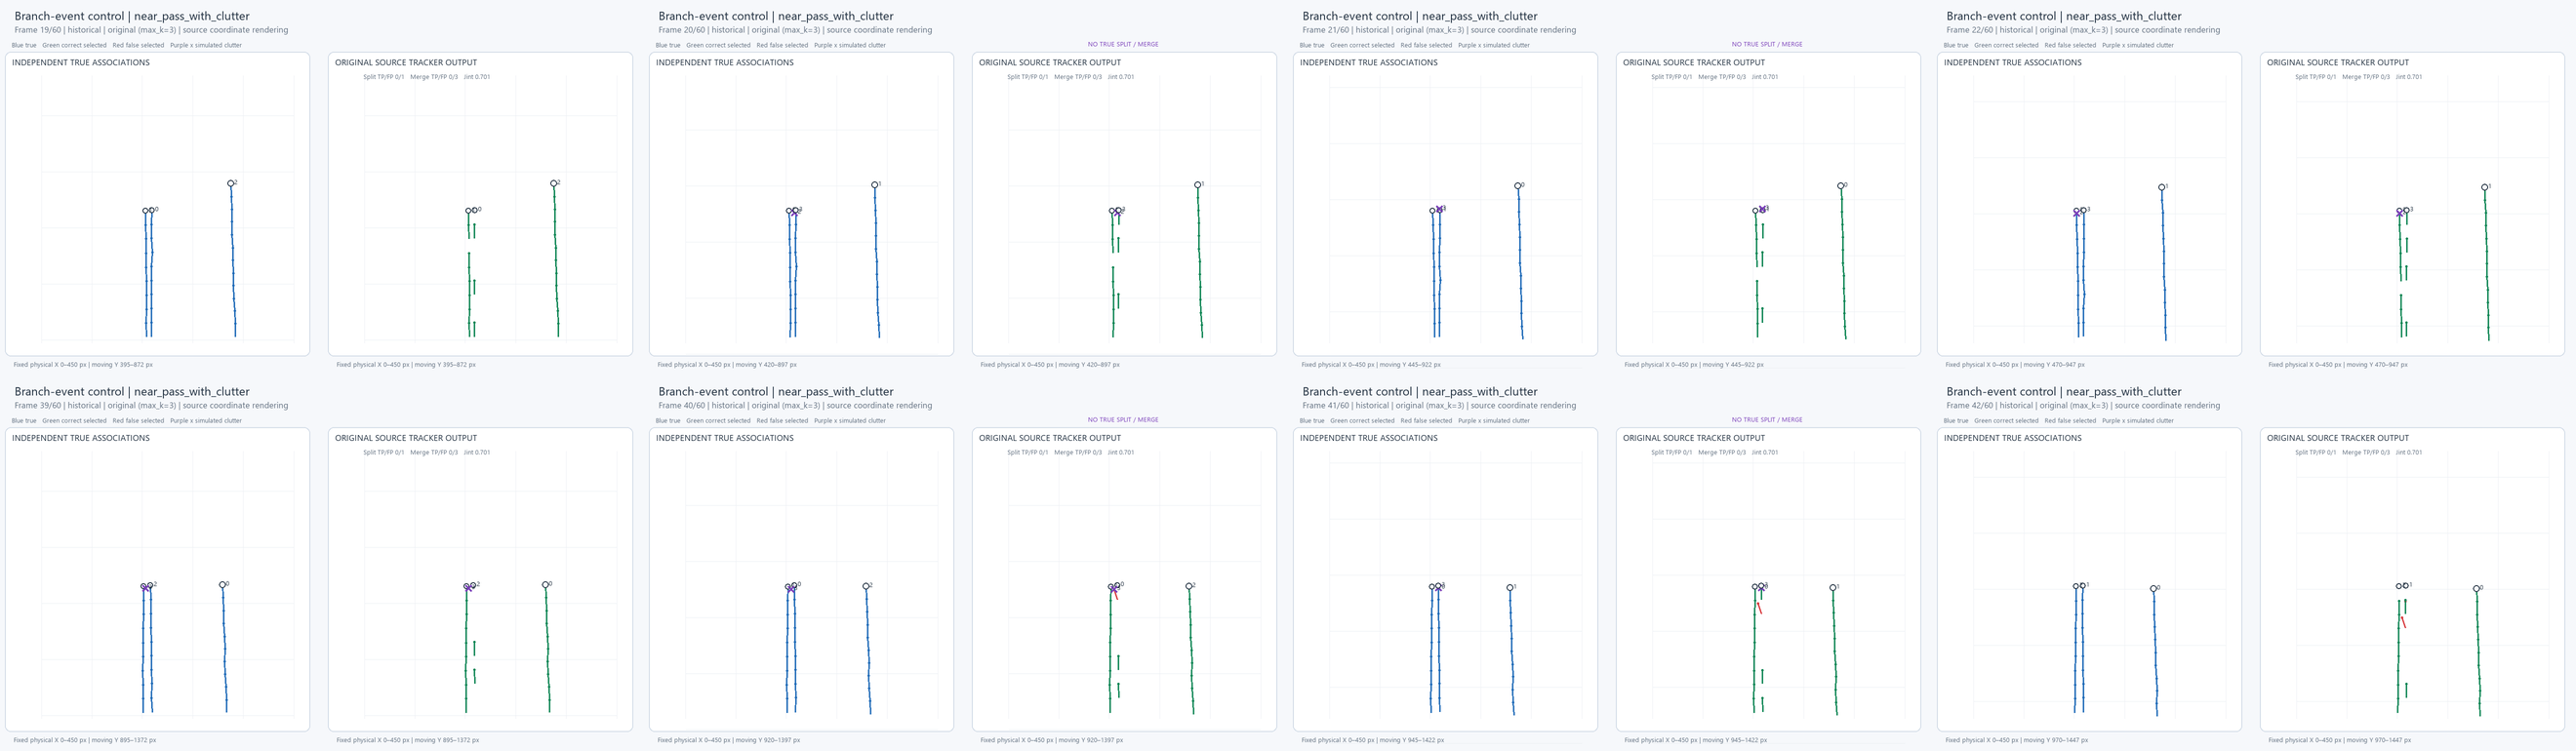 Branch-event control | near_pass_with_clutter
Frame 19/60 | historical | original (max_k=3) | source coordinate rendering
Blue true Green correct selected Red false selected Purple x simulated clutter
INDEPENDENT TRUE ASSOCIATIONS
ORIGINAL SOURCE TRACKER OUTPUT
Split TP/FP 0/1 Merge TP/FP 0/3 Jint 0.701
0
2
0
2
Fixed physical X 0–450 px | moving Y 395–872 px
Fixed physical X 0–450 px | moving Y 395–872 px
Branch-event control | near_pass_with_clutter
Frame 20/60 | historical | original (max_k=3) | source coordinate rendering
Blue true Green correct selected Red false selected Purple x simulated clutter
NO TRUE SPLIT / MERGE
INDEPENDENT TRUE ASSOCIATIONS
ORIGINAL SOURCE TRACKER OUTPUT
Split TP/FP 0/1 Merge TP/FP 0/3 Jint 0.701
1
1
Fixed physical X 0–450 px | moving Y 420–897 px
Fixed physical X 0–450 px | moving Y 420–897 px
Branch-event control | near_pass_with_clutter
Frame 21/60 | historical | original (max_k=3) | source coordinate rendering
Blue true Green correct selected Red false selected Purple x simulated clutter
NO TRUE SPLIT / MERGE
INDEPENDENT TRUE ASSOCIATIONS
ORIGINAL SOURCE TRACKER OUTPUT
Split TP/FP 0/1 Merge TP/FP 0/3 Jint 0.701
0
0
Fixed physical X 0–450 px | moving Y 445–922 px
Fixed physical X 0–450 px | moving Y 445–922 px
Branch-event control | near_pass_with_clutter
Frame 22/60 | historical | original (max_k=3) | source coordinate rendering
Blue true Green correct selected Red false selected Purple x simulated clutter
INDEPENDENT TRUE ASSOCIATIONS
ORIGINAL SOURCE TRACKER OUTPUT
Split TP/FP 0/1 Merge TP/FP 0/3 Jint 0.701
3
1
3
1
Fixed physical X 0–450 px | moving Y 470–947 px
Fixed physical X 0–450 px | moving Y 470–947 px
Branch-event control | near_pass_with_clutter
Frame 39/60 | historical | original (max_k=3) | source coordinate rendering
Blue true Green correct selected Red false selected Purple x simulated clutter
INDEPENDENT TRUE ASSOCIATIONS
ORIGINAL SOURCE TRACKER OUTPUT
Split TP/FP 0/1 Merge TP/FP 0/3 Jint 0.701
2
0
2
0
Fixed physical X 0–450 px | moving Y 895–1372 px
Fixed physical X 0–450 px | moving Y 895–1372 px
Branch-event control | near_pass_with_clutter
Frame 40/60 | historical | original (max_k=3) | source coordinate rendering
Blue true Green correct selected Red false selected Purple x simulated clutter
NO TRUE SPLIT / MERGE
INDEPENDENT TRUE ASSOCIATIONS
ORIGINAL SOURCE TRACKER OUTPUT
Split TP/FP 0/1 Merge TP/FP 0/3 Jint 0.701
0
2
0
2
Fixed physical X 0–450 px | moving Y 920–1397 px
Fixed physical X 0–450 px | moving Y 920–1397 px
Branch-event control | near_pass_with_clutter
Frame 41/60 | historical | original (max_k=3) | source coordinate rendering
Blue true Green correct selected Red false selected Purple x simulated clutter
NO TRUE SPLIT / MERGE
INDEPENDENT TRUE ASSOCIATIONS
ORIGINAL SOURCE TRACKER OUTPUT
Split TP/FP 0/1 Merge TP/FP 0/3 Jint 0.701
1
1
Fixed physical X 0–450 px | moving Y 945–1422 px
Fixed physical X 0–450 px | moving Y 945–1422 px
Branch-event control | near_pass_with_clutter
Frame 42/60 | historical | original (max_k=3) | source coordinate rendering
Blue true Green correct selected Red false selected Purple x simulated clutter
INDEPENDENT TRUE ASSOCIATIONS
ORIGINAL SOURCE TRACKER OUTPUT
Split TP/FP 0/1 Merge TP/FP 0/3 Jint 0.701
1
0
1
0
Fixed physical X 0–450 px | moving Y 970–1447 px
Fixed physical X 0–450 px | moving Y 970–1447 px